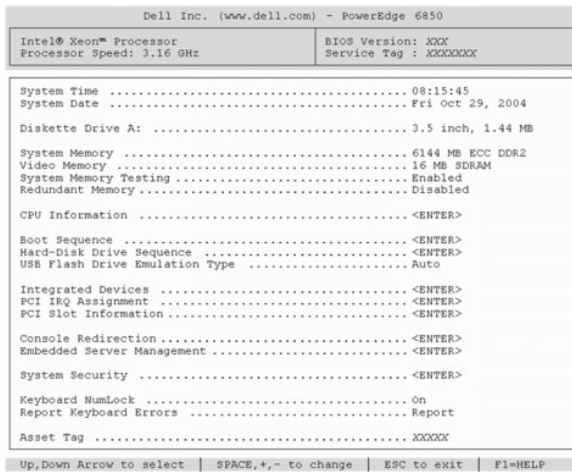 Dell Inc. (www.dell.com) - PowerEdge 6850
Intel® Xeon™ Processor
Processor Speed: 3.16 GHz
BIOS Version: XXX
Service Tag : XXXXXXX
System Time ........................................ 08:15:45
System Date ........................................ Fri Oct 29, 2004
Diskette Drive A: .................................. 3.5 inch, 1.44 MB
System Memory ...................................... 6144 MB ECC DDR2
Video Memory ....................................... 16 MB SDRAM
System Memory Testing .............................. Enabled
Redundant Memory ................................... Disabled
CPU Information .................................... <ENTER>
Boot Sequence ...................................... <ENTER>
Hard-Disk Drive Sequence ........................... <ENTER>
USB Flash Drive Emulation Type ..................... Auto
Integrated Devices ................................. <ENTER>
PCI IRQ Assignment ................................. <ENTER>
PCI Slot Information ............................... <ENTER>
Console Redirection ................................ <ENTER>
Embedded Server Management ......................... <ENTER>
System Security .................................... <ENTER>
Keyboard NumLock ................................... On
Report Keyboard Errors ............................. Report
Asset Tag .......................................... XXXXX
Up,Down Arrow to select | SPACE,+,- to change | ESC to exit | F1=HELP